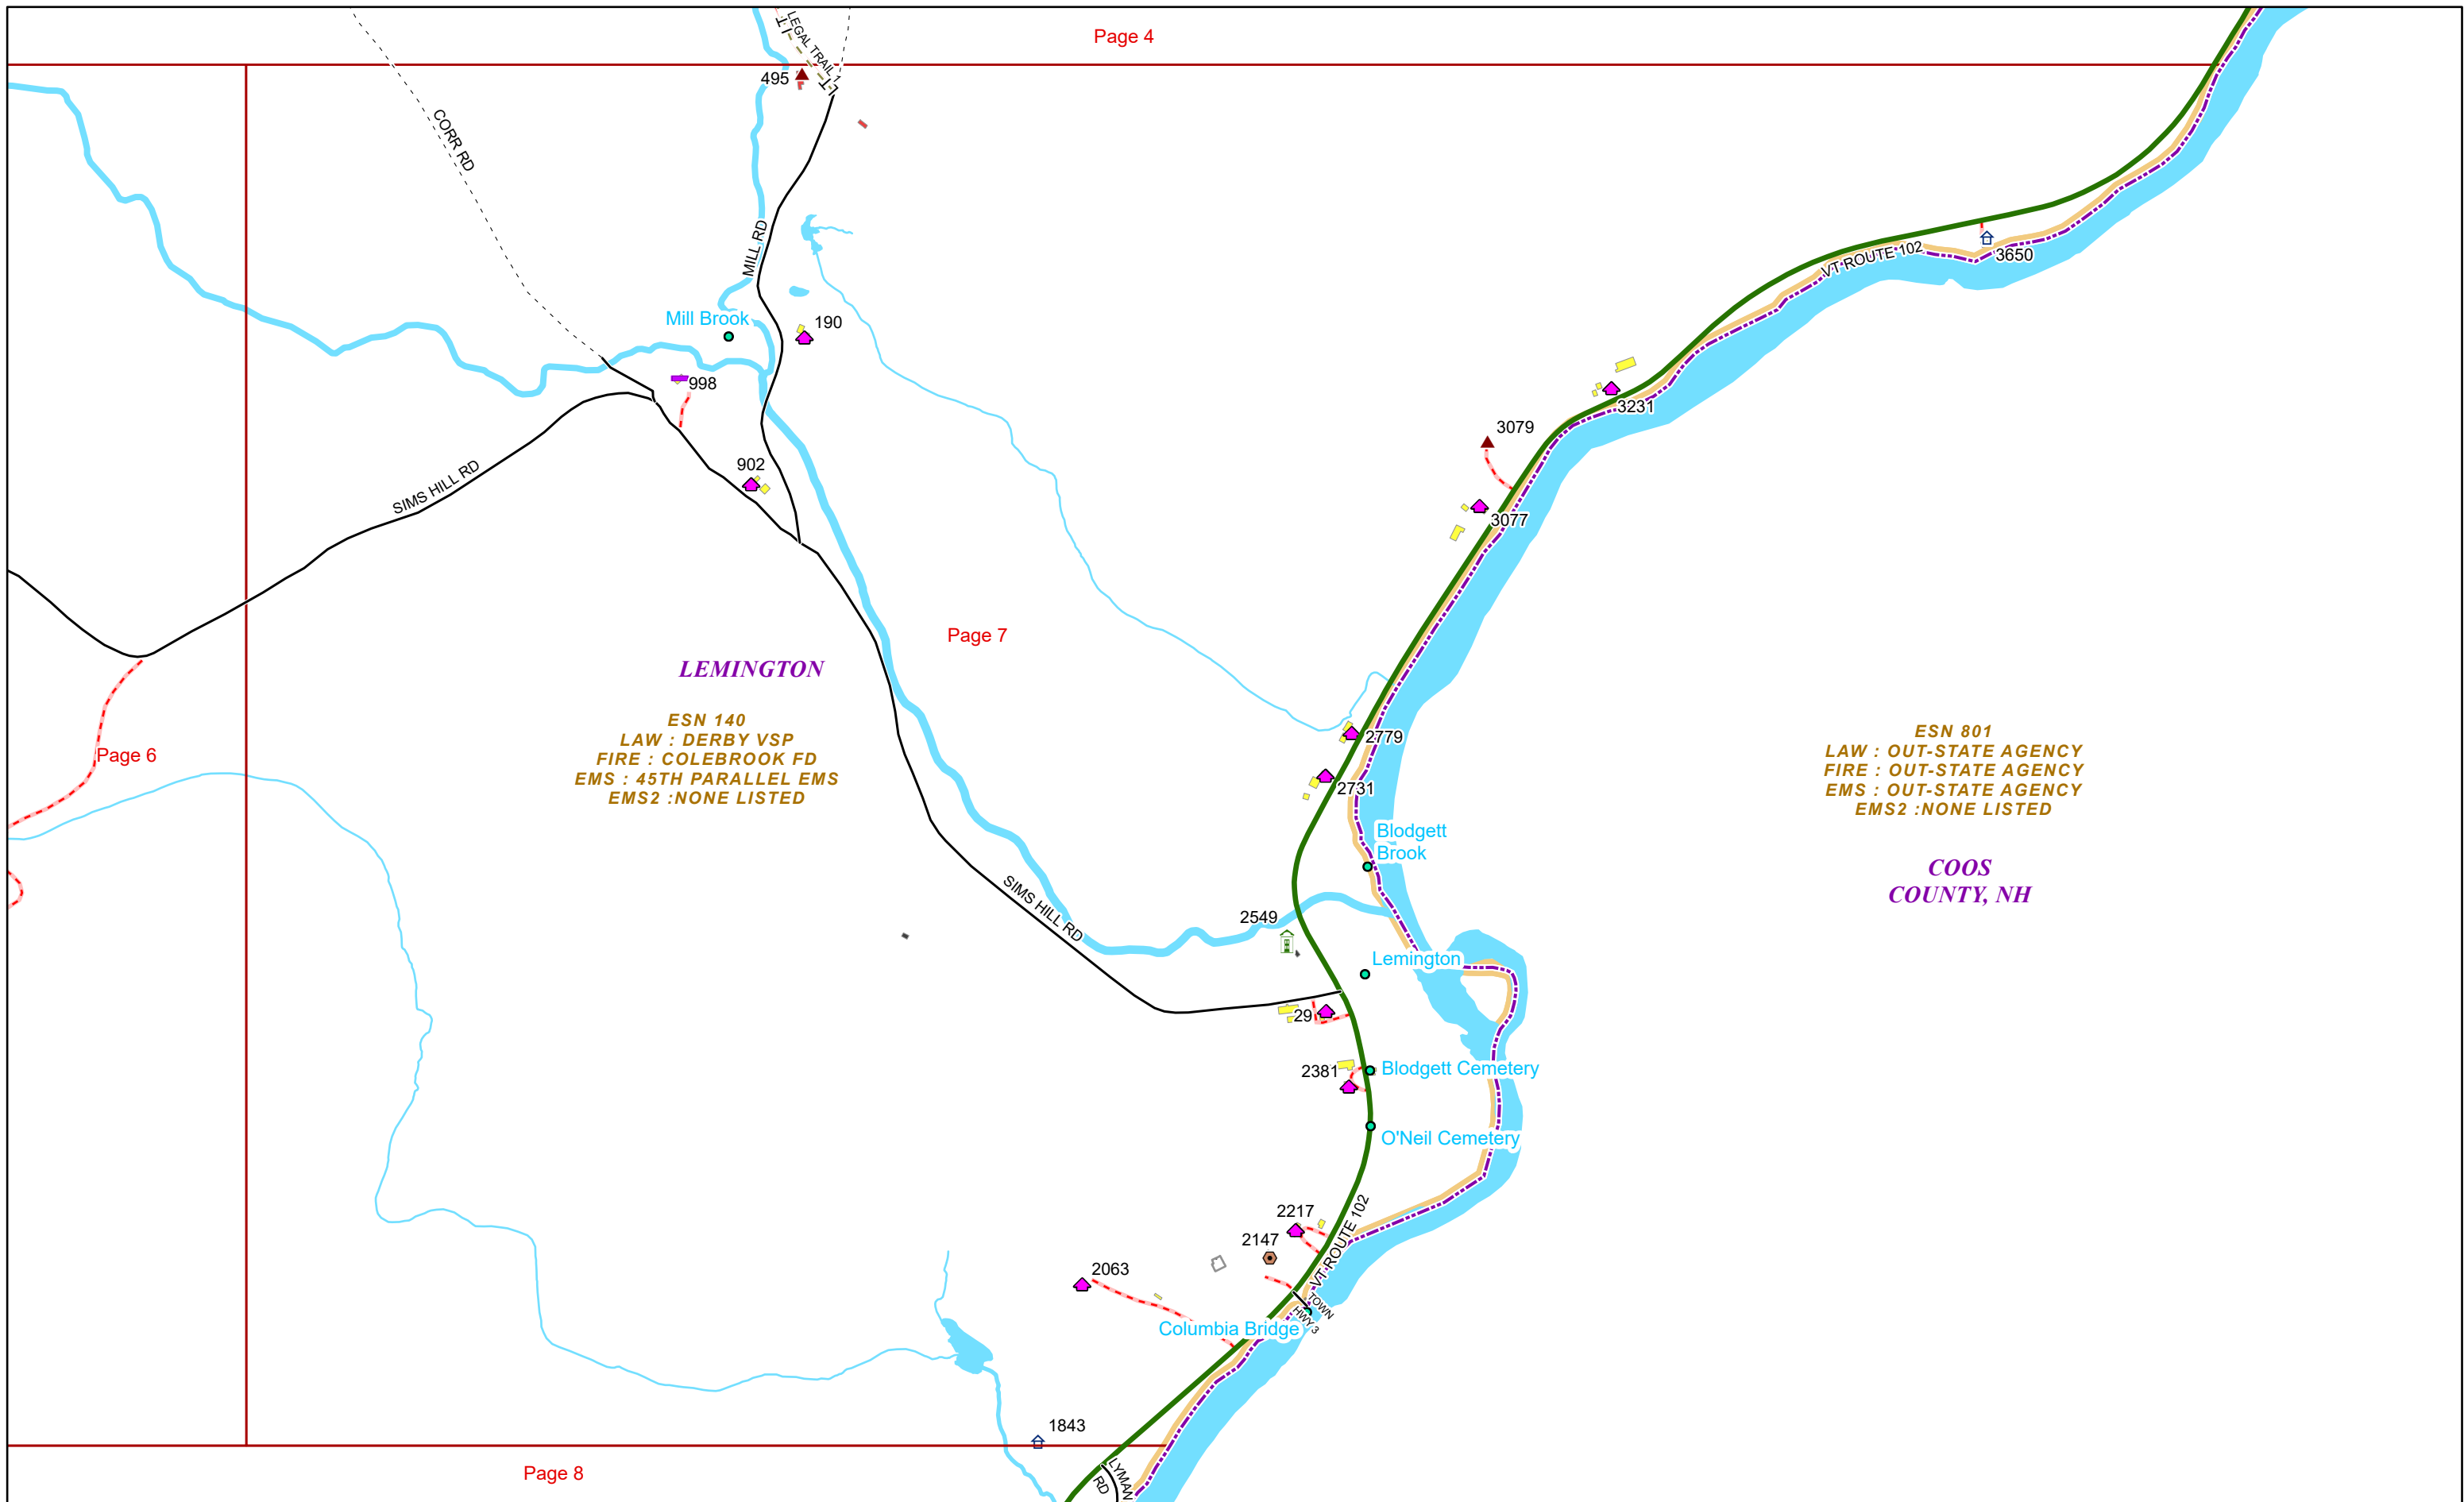 Page 4
LEGAL TRAIL 1
495
CORR RD
MILL RD
3650
VT ROUTE 102
Mill Brook
190
998
3231
3079
902
SIMS HILL RD
3077
Page 7
LEMINGTON
ESN 140
LAW : DERBY VSP
FIRE : COLEBROOK FD
EMS : 45TH PARALLEL EMS
EMS2 :NONE LISTED
Page 6
2779
2731
ESN 801
LAW : OUT-STATE AGENCY
FIRE : OUT-STATE AGENCY
EMS : OUT-STATE AGENCY
EMS2 :NONE LISTED
COOS
COUNTY, NH
Blodgett
Brook
SIMS HILL RD
2549
Lemington
29
2381
Blodgett Cemetery
O'Neil Cemetery
2217
VT ROUTE 102
2147
2063
TOWN
HWY 3
Columbia Bridge
1843
Page 8
LYMAN
RD